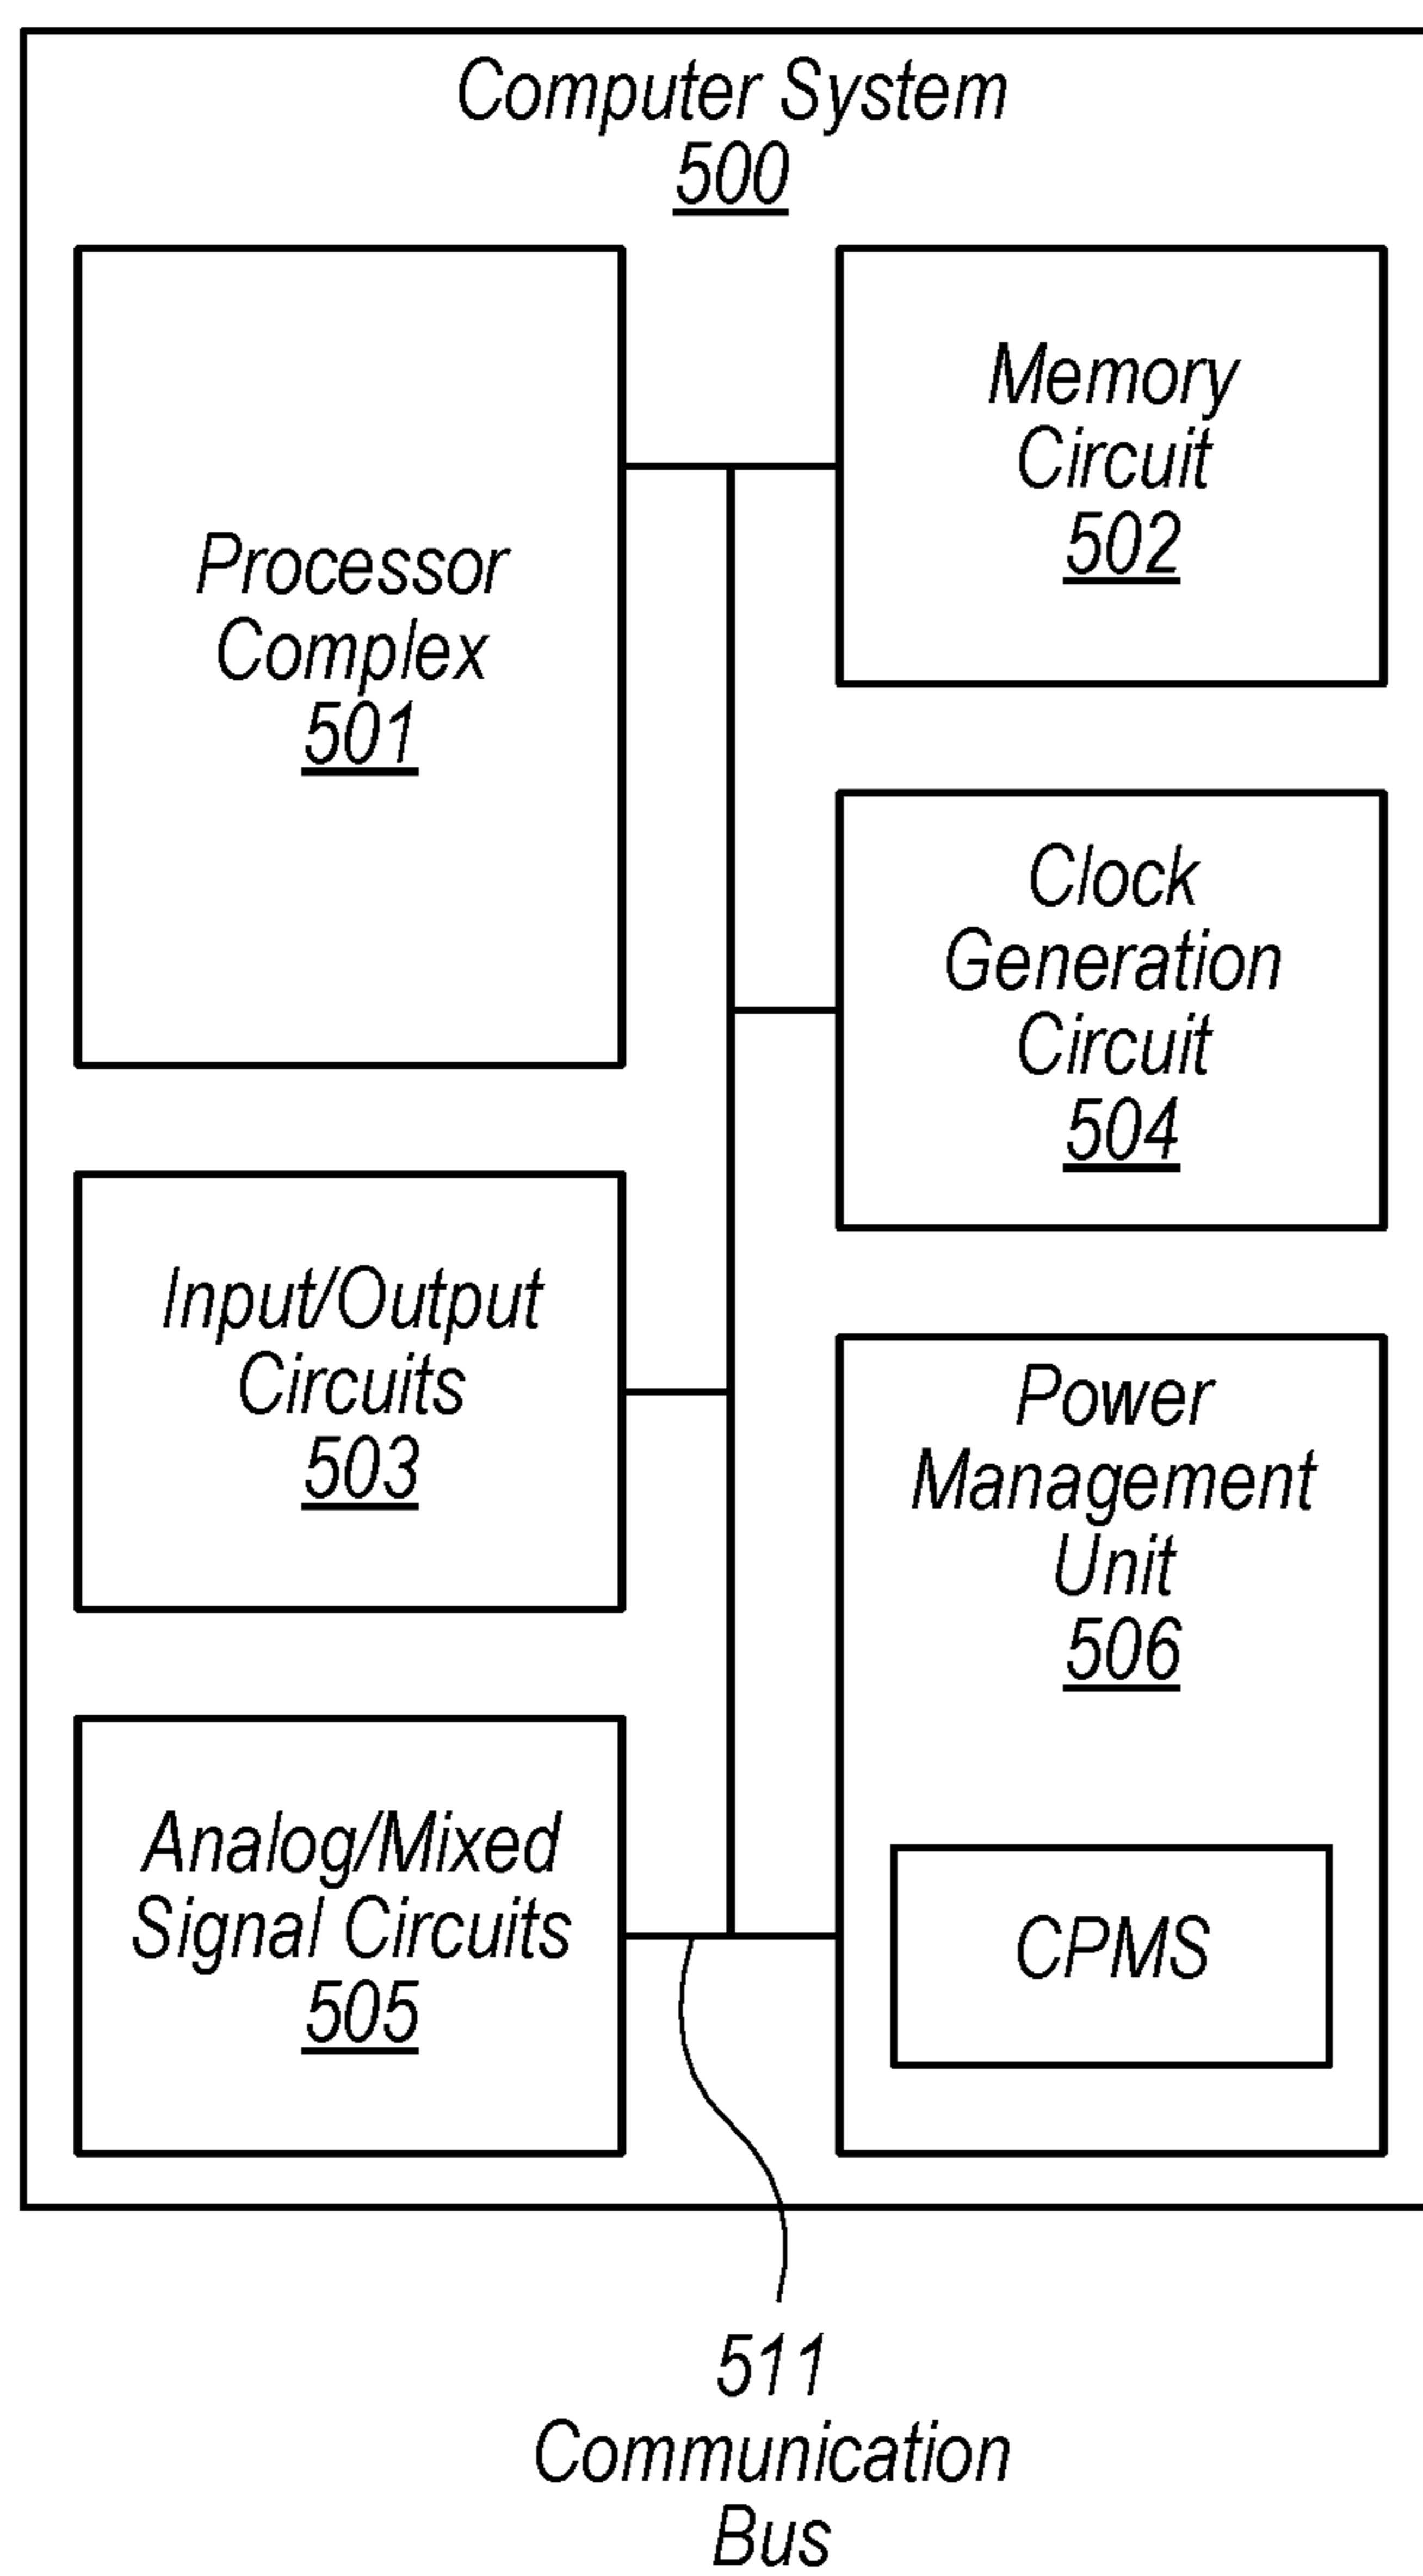 Computer System
500
Processor
Complex
501
Memory
Circuit
502
Clock
Generation
Circuit
504
Input/Output
Circuits
503
Power
Management
Unit
506
CPMS
Analog/Mixed
Signal Circuits
505
511
Communication
Bus